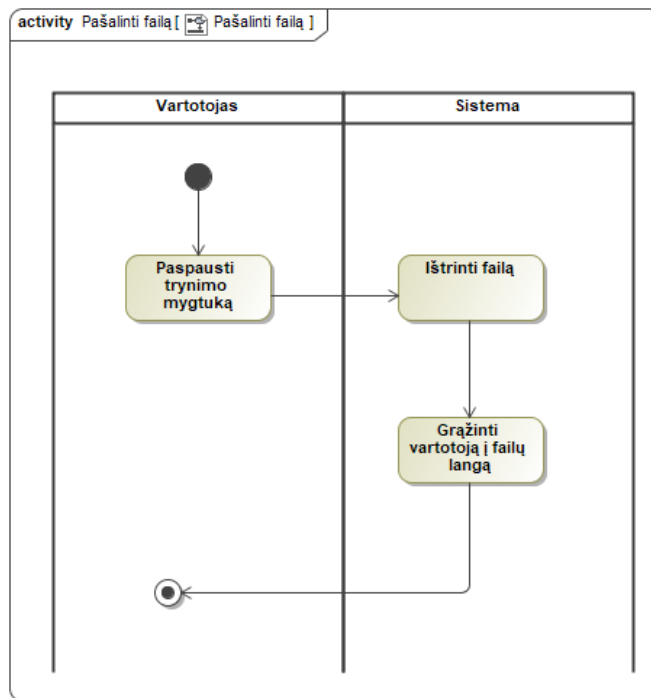 activity Pašalinti failą [ Pašalinti failą ]
Vartotojas
Sistema
Paspausti
trynimo
mygtuką
Ištrinti failą
Grąžinti
vartotoją į failų
langą